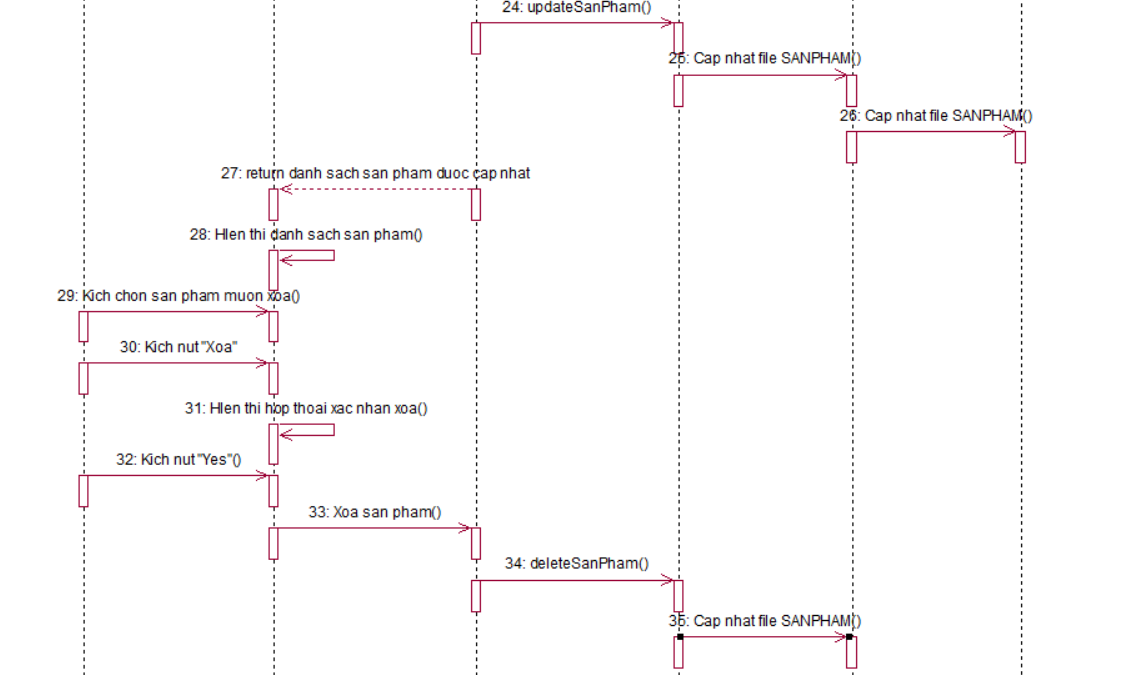 24: updateSanPham()
25: Cap nhat file SANPHAM()
26: Cap nhat file SANPHAM()
27: return danh sach san pham duoc cap nhat
28: HIen thi danh sach san pham()
29: Kich chon san pham muon xoa()
30: Kich nut "Xoa"
31: HIen thi hop thoai xac nhan xoa()
32: Kich nut "Yes"()
33: Xoa san pham()
34: deleteSanPham()
35: Cap nhat file SANPHAM()